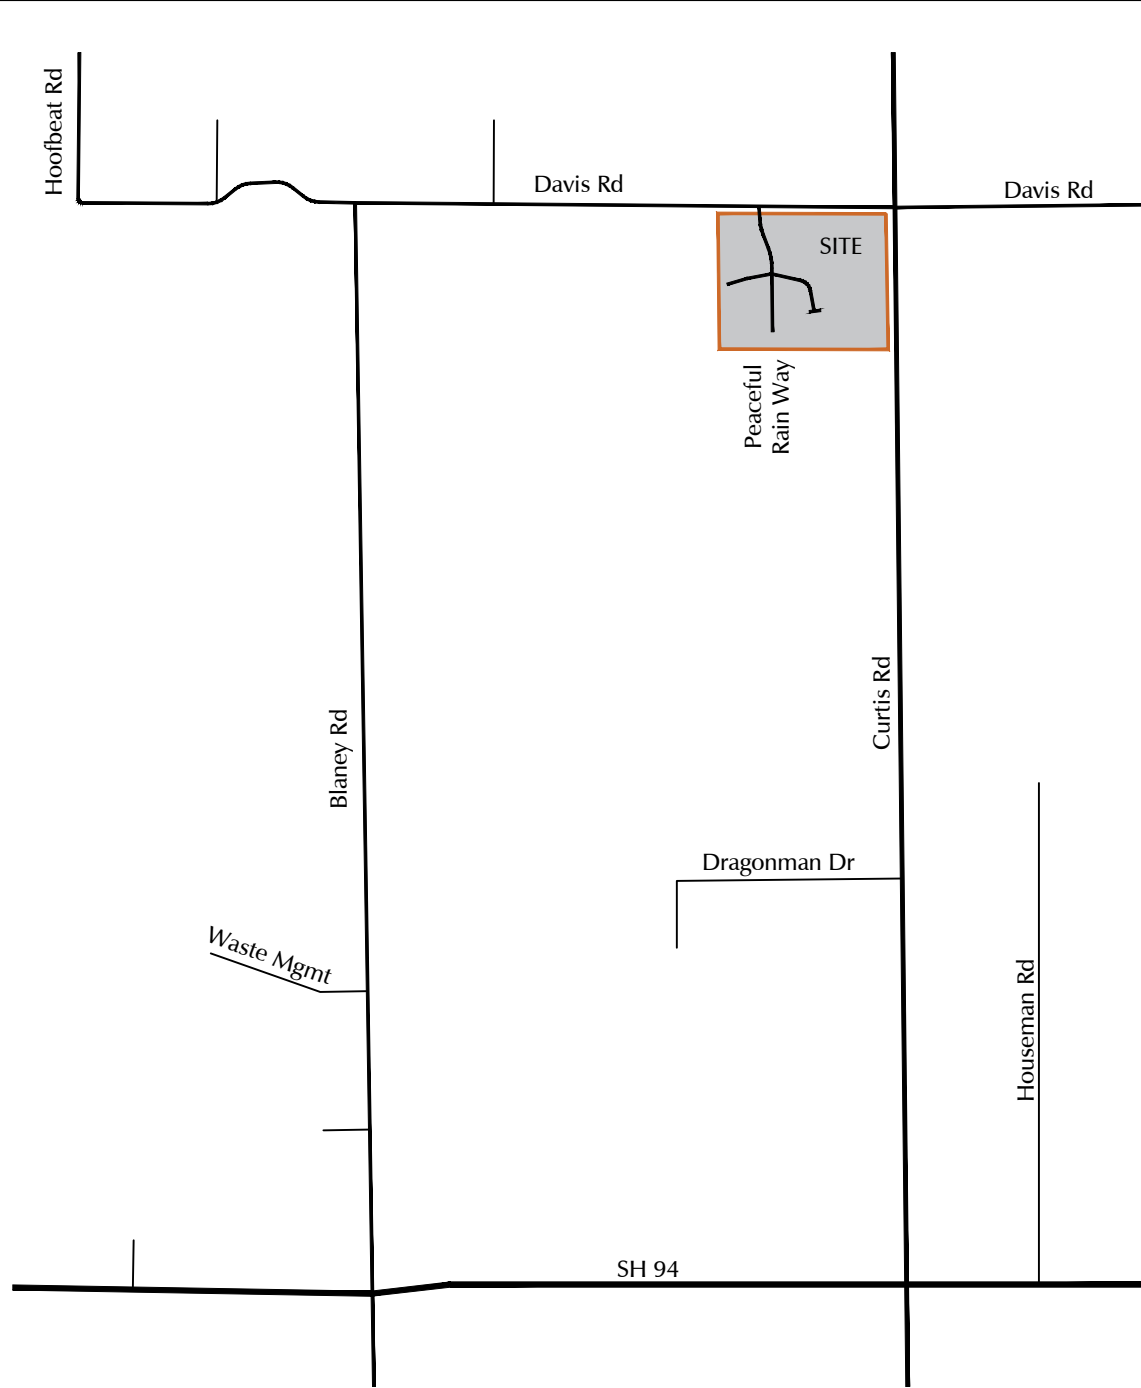 Hoofbeat Rd
Davis Rd
Davis Rd
SITE
Peaceful
Rain Way
Curtis Rd
Blaney Rd
Dragonman Dr
Waste Mgmt
Houseman Rd
SH 94